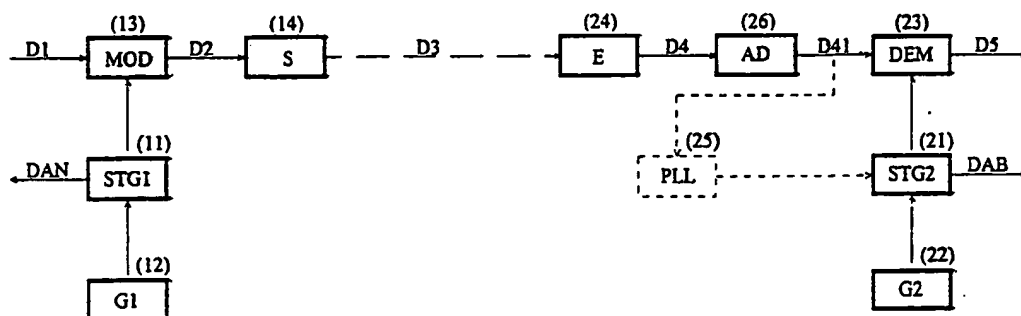 (13) (14) (24) (26) (23)
D1 MOD D2 S D3 E D4 AD D41 DEM D5
(11) (25) (21)
DAN STG1 PLL STG2 DAB
(12) (22)
G1 G2